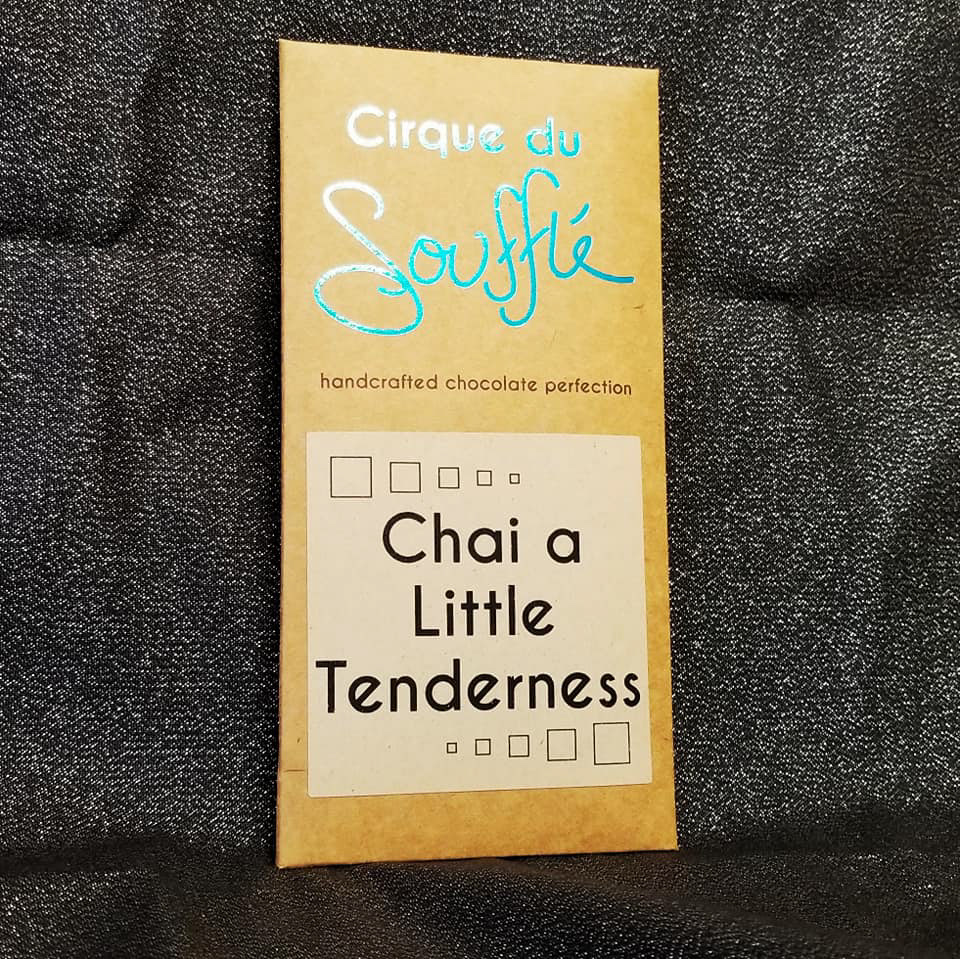 Cirque du
Soufflé
handcrafted chocolate perfection
Chai a
Little
Tenderness